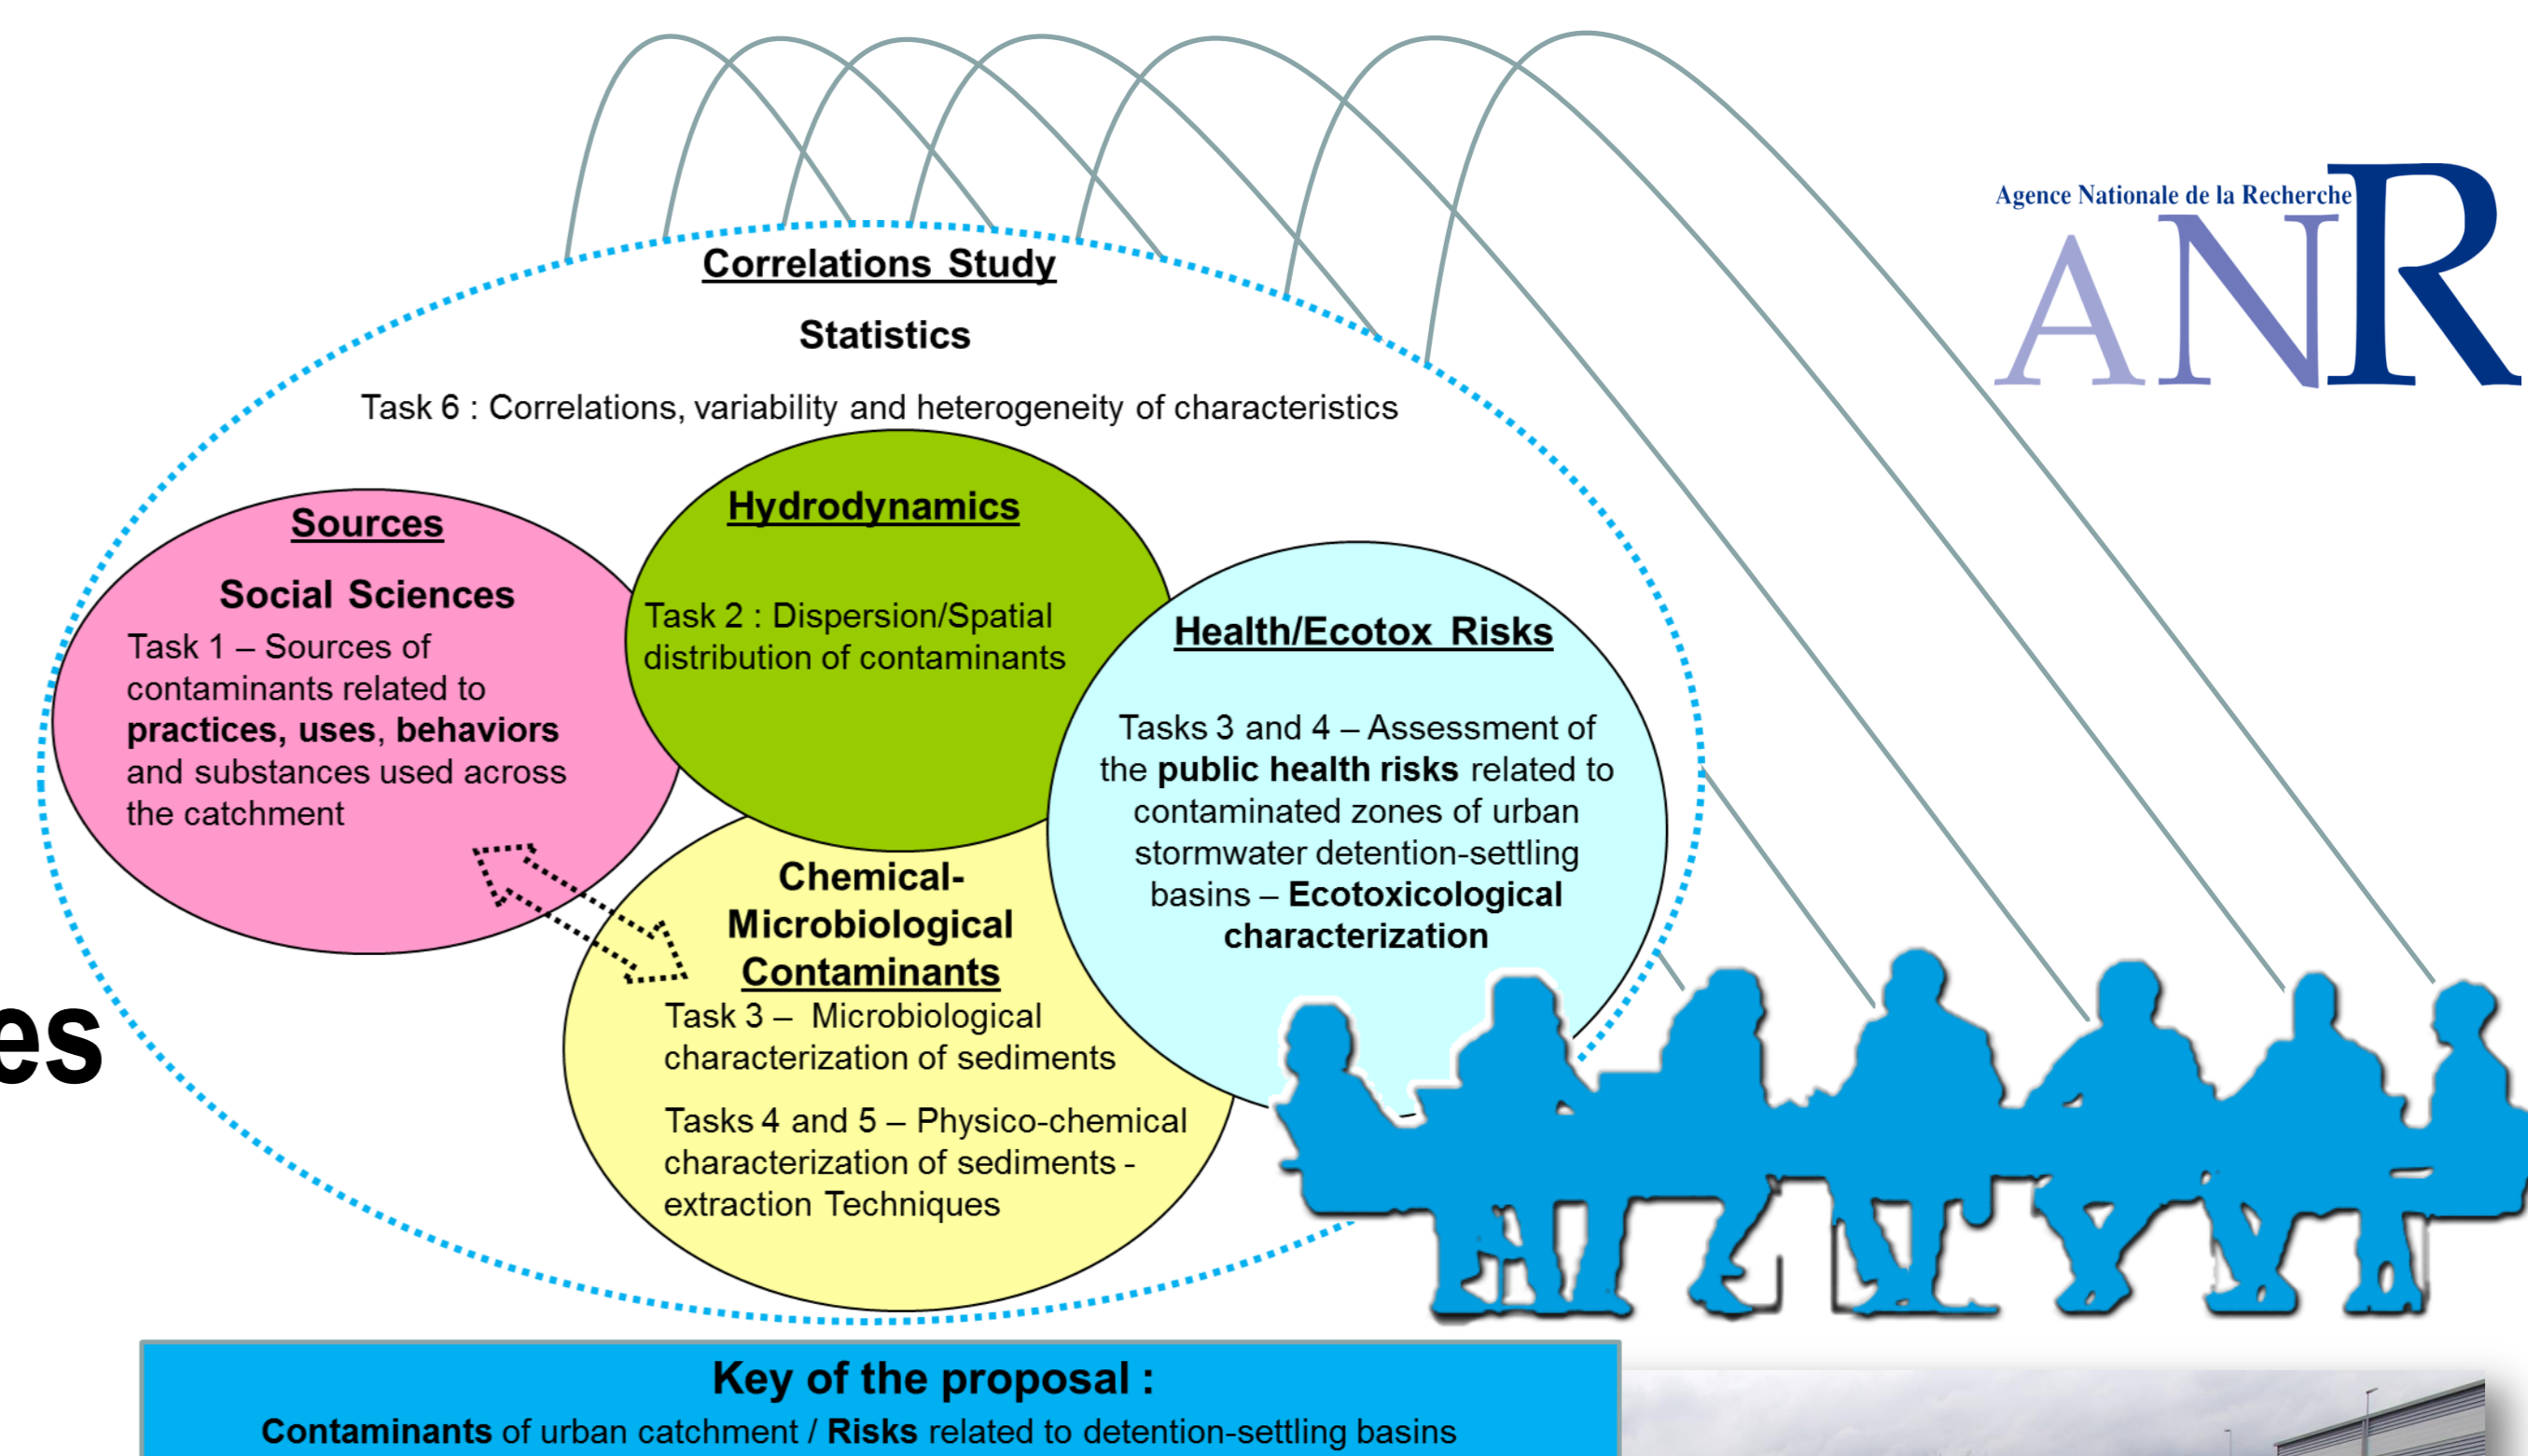 Agence Nationale de la Recherche
ANR
Correlations Study
Statistics
Task 6 : Correlations, variability and heterogeneity of characteristics
Sources
Social Sciences
Task 1 – Sources of
contaminants related to
practices, uses, behaviors
and substances used across
the catchment
Hydrodynamics
Task 2 : Dispersion/Spatial
distribution of contaminants
Health/Ecotox Risks
Tasks 3 and 4 – Assessment of
the public health risks related to
contaminated zones of urban
stormwater detention-settling
basins – Ecotoxicological
characterization
Chemical-
Microbiological
Contaminants
Task 3 – Microbiological
characterization of sediments
Tasks 4 and 5 – Physico-chemical
characterization of sediments -
extraction Techniques
es
Key of the proposal :
Contaminants of urban catchment / Risks related to detention-settling basins